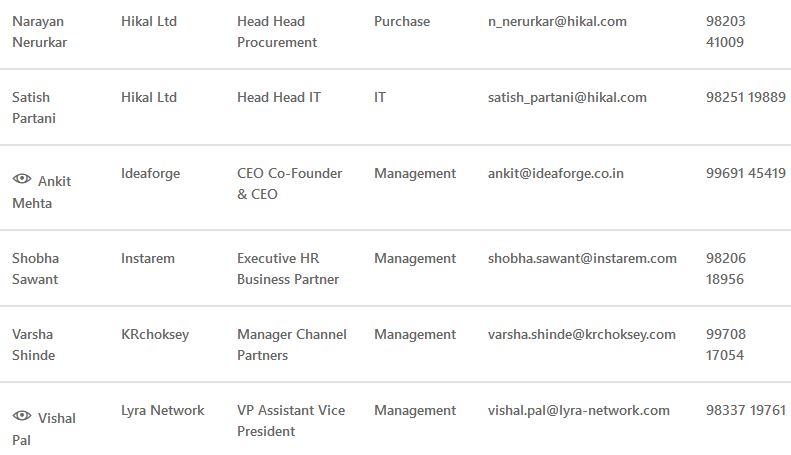 Narayan Hikal Ltd Head Head Purchase n_nerurkar@hikal.com 98203
Nerurkar Procurement 41009
Satish Hikal Ltd Head Head IT IT satish_partani@hikal.com 98251 19889
Partani
Ankit Ideaforge CEO Co-Founder Management ankit@ideaforge.co.in 99691 45419
Mehta & CEO
Shobha Instarem Executive HR Management shobha.sawant@instarem.com 98206
Sawant Business Partner 18956
Varsha KRchoksey Manager Channel Management varsha.shinde@krchoksey.com 99708
Shinde Partners 17054
Vishal Lyra Network VP Assistant Vice Management vishal.pal@lyra-network.com 98337 19761
Pal President